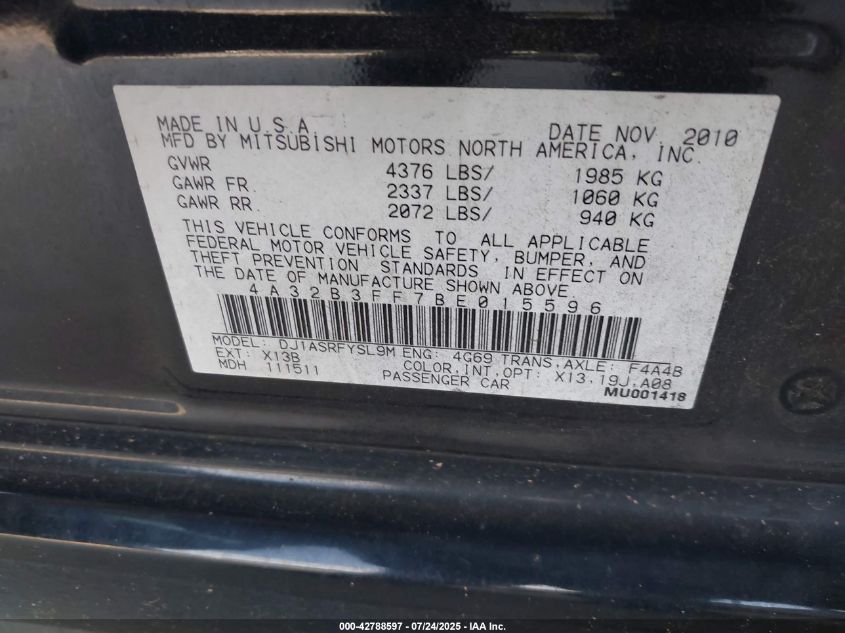 MADE IN U.S.A. DATE NOV 2010
MFD BY MITSUBISHI MOTORS NORTH AMERICA, INC.
GVWR 4376 LBS/ 1985 KG
GAWR FR. 2337 LBS/ 1060 KG
GAWR RR. 2072 LBS/ 940 KG
THIS VEHICLE CONFORMS TO ALL APPLICABLE
FEDERAL MOTOR VEHICLE SAFETY, BUMPER, AND
THEFT PREVENTION STANDARDS IN EFFECT ON
THE DATE OF MANUFACTURE SHOWN ABOVE.
4A32B3FF7BE015596
MODEL: DJ1ASRFYSL9M ENG: 4G69 TRANS,AXLE: F4A4B
EXT: X13B COLOR,INT,OPT: X13,19J,A08
MDH 111511 PASSENGER CAR
MU001418
000-42788597 - 07/24/2025 - IAA Inc.